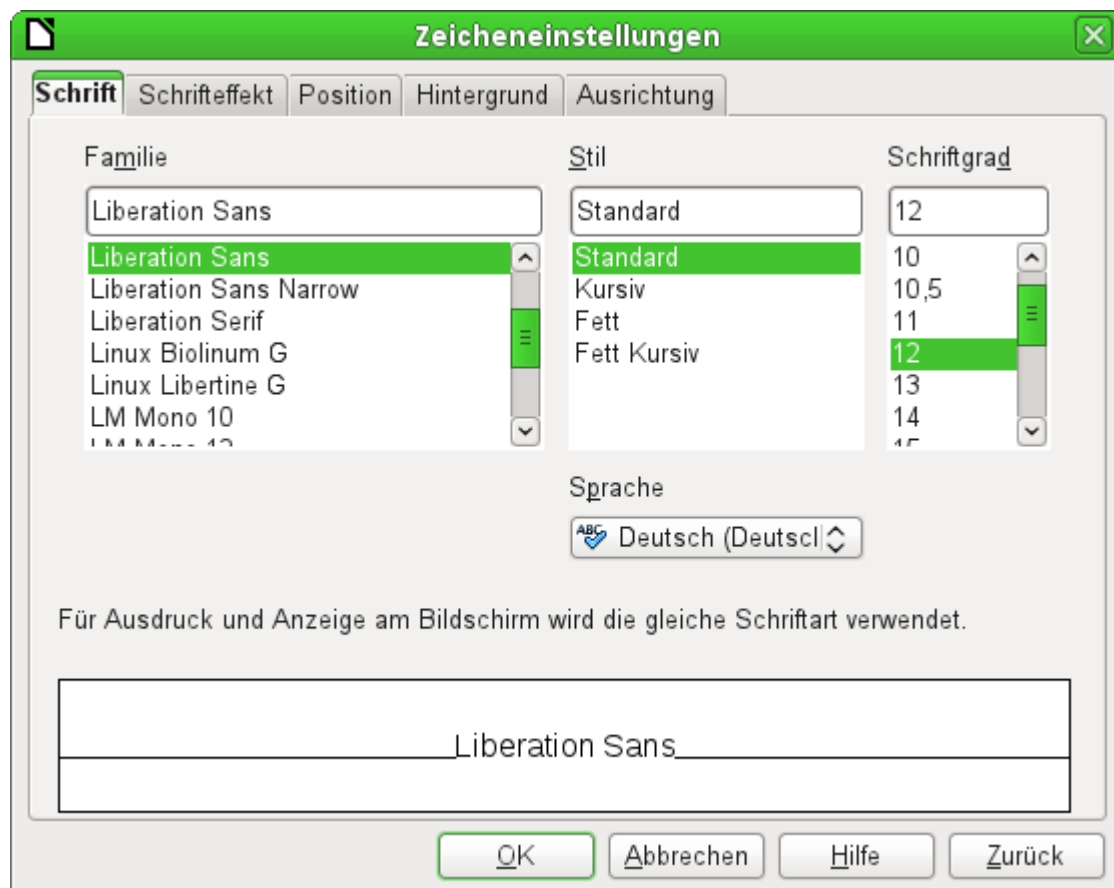 Zeicheneinstellungen
Schrift Schrifteffekt Position Hintergrund Ausrichtung
Familie
Liberation Sans
Liberation Sans
Liberation Sans Narrow
Liberation Serif
Linux Biolinum G
Linux Libertine G
LM Mono 10
Stil
Standard
Standard
Kursiv
Fett
Fett Kursiv
Schriftgrad
12
10
10,5
11
12
13
14
15
Sprache
ABC Deutsch (Deutscl
Für Ausdruck und Anzeige am Bildschirm wird die gleiche Schriftart verwendet.
Liberation Sans
OK Abbrechen Hilfe Zurück